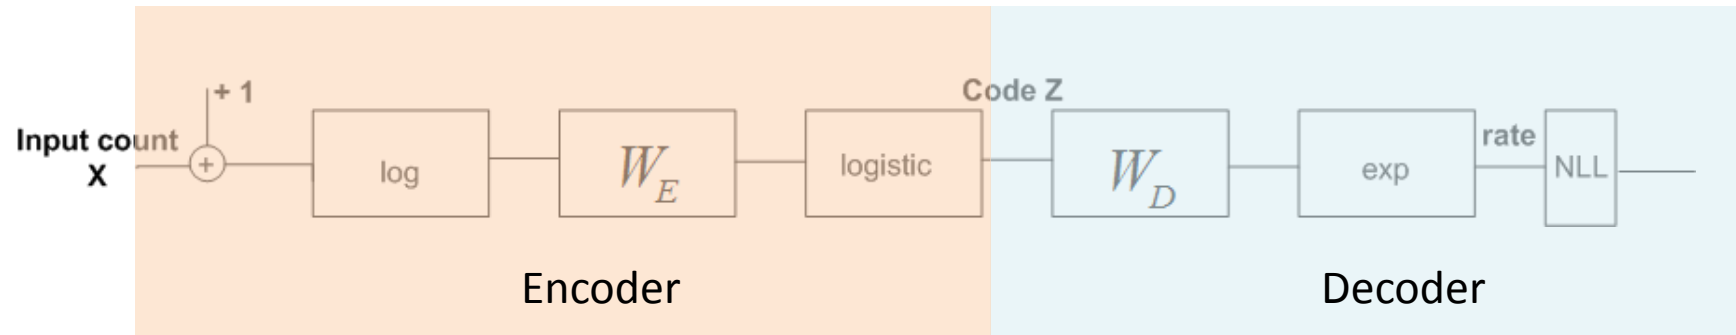 + 1
Input count
X
+
log
W_E
logistic
Code Z
W_D
exp
rate
NLL
Encoder
Decoder